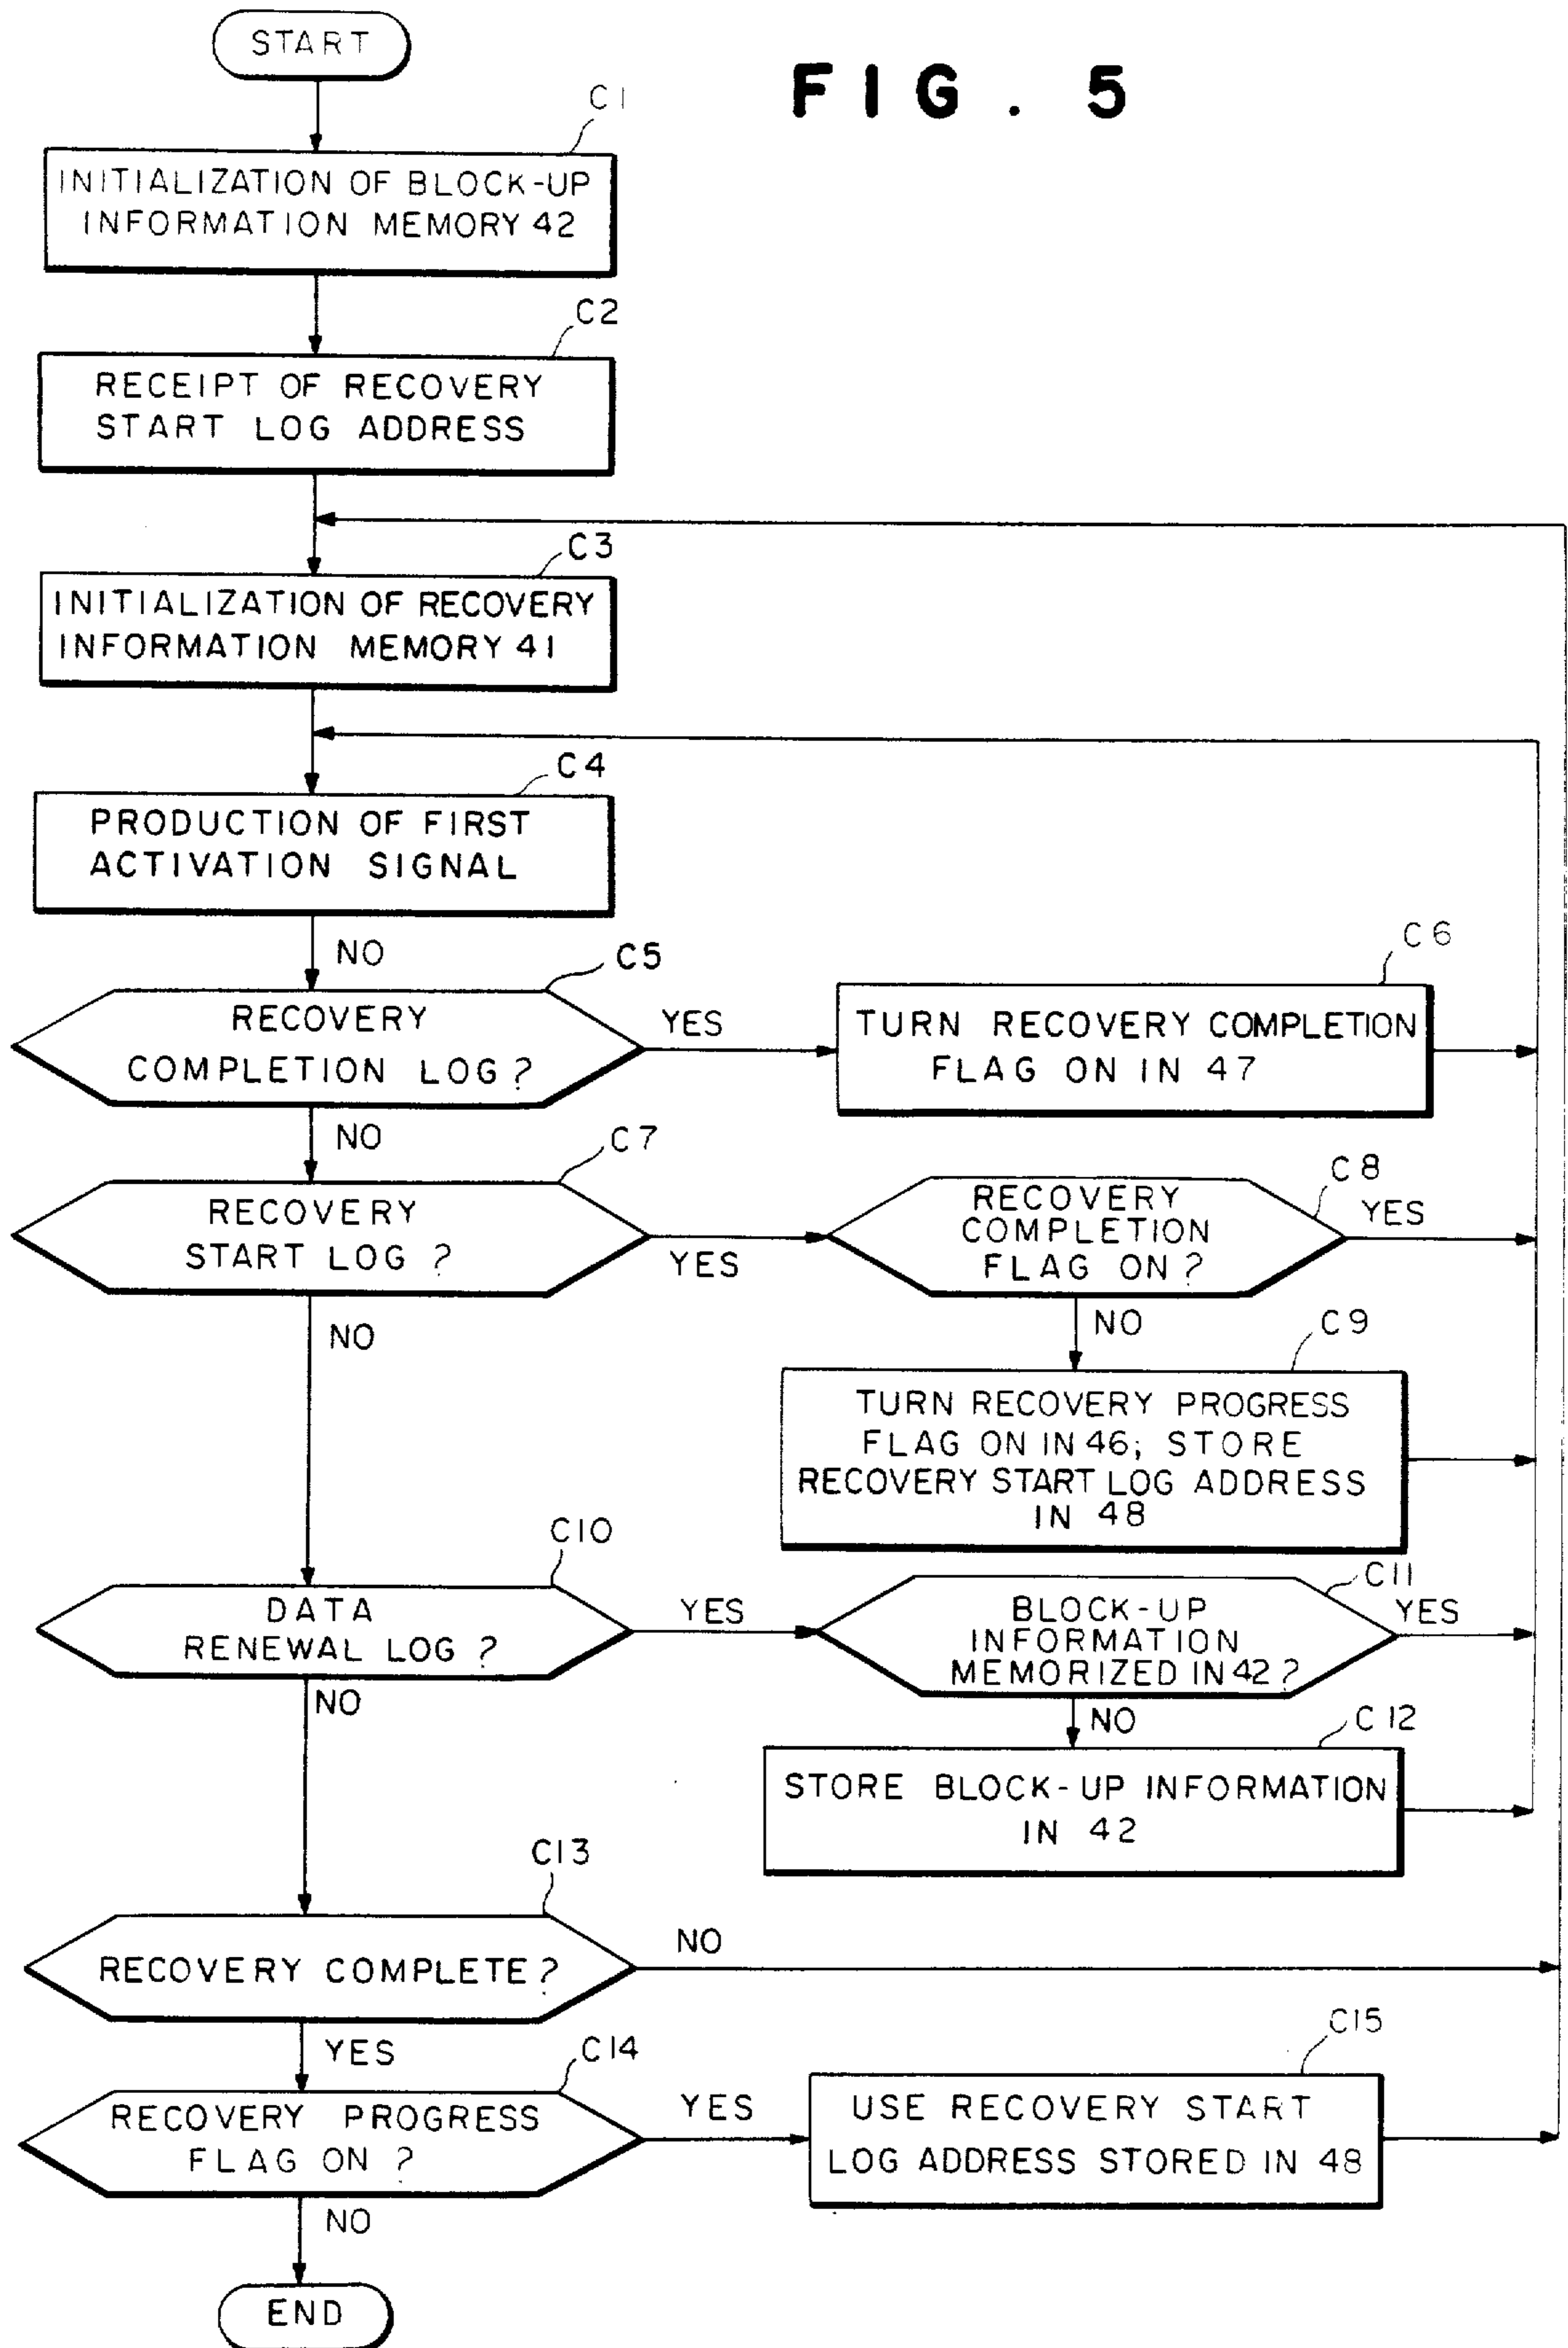 START
FIG. 5
C1
INITIALIZATION OF BLOCK-UP
INFORMATION MEMORY 42
C2
RECEIPT OF RECOVERY
START LOG ADDRESS
C3
INITIALIZATION OF RECOVERY
INFORMATION MEMORY 41
C4
PRODUCTION OF FIRST
ACTIVATION SIGNAL
NO
C5
RECOVERY
COMPLETION LOG?
YES
C6
TURN RECOVERY COMPLETION
FLAG ON IN 47
NO
C7
RECOVERY
START LOG?
YES
C8
RECOVERY
COMPLETION
FLAG ON?
YES
NO
NO
C9
TURN RECOVERY PROGRESS
FLAG ON IN 46; STORE
RECOVERY START LOG ADDRESS
IN 48
C10
DATA
RENEWAL LOG?
YES
C11
BLOCK-UP
INFORMATION
MEMORIZED IN 42?
YES
NO
NO
C12
STORE BLOCK-UP INFORMATION
IN 42
C13
RECOVERY COMPLETE?
NO
YES
C14
RECOVERY PROGRESS
FLAG ON?
YES
C15
USE RECOVERY START
LOG ADDRESS STORED IN 48
NO
END